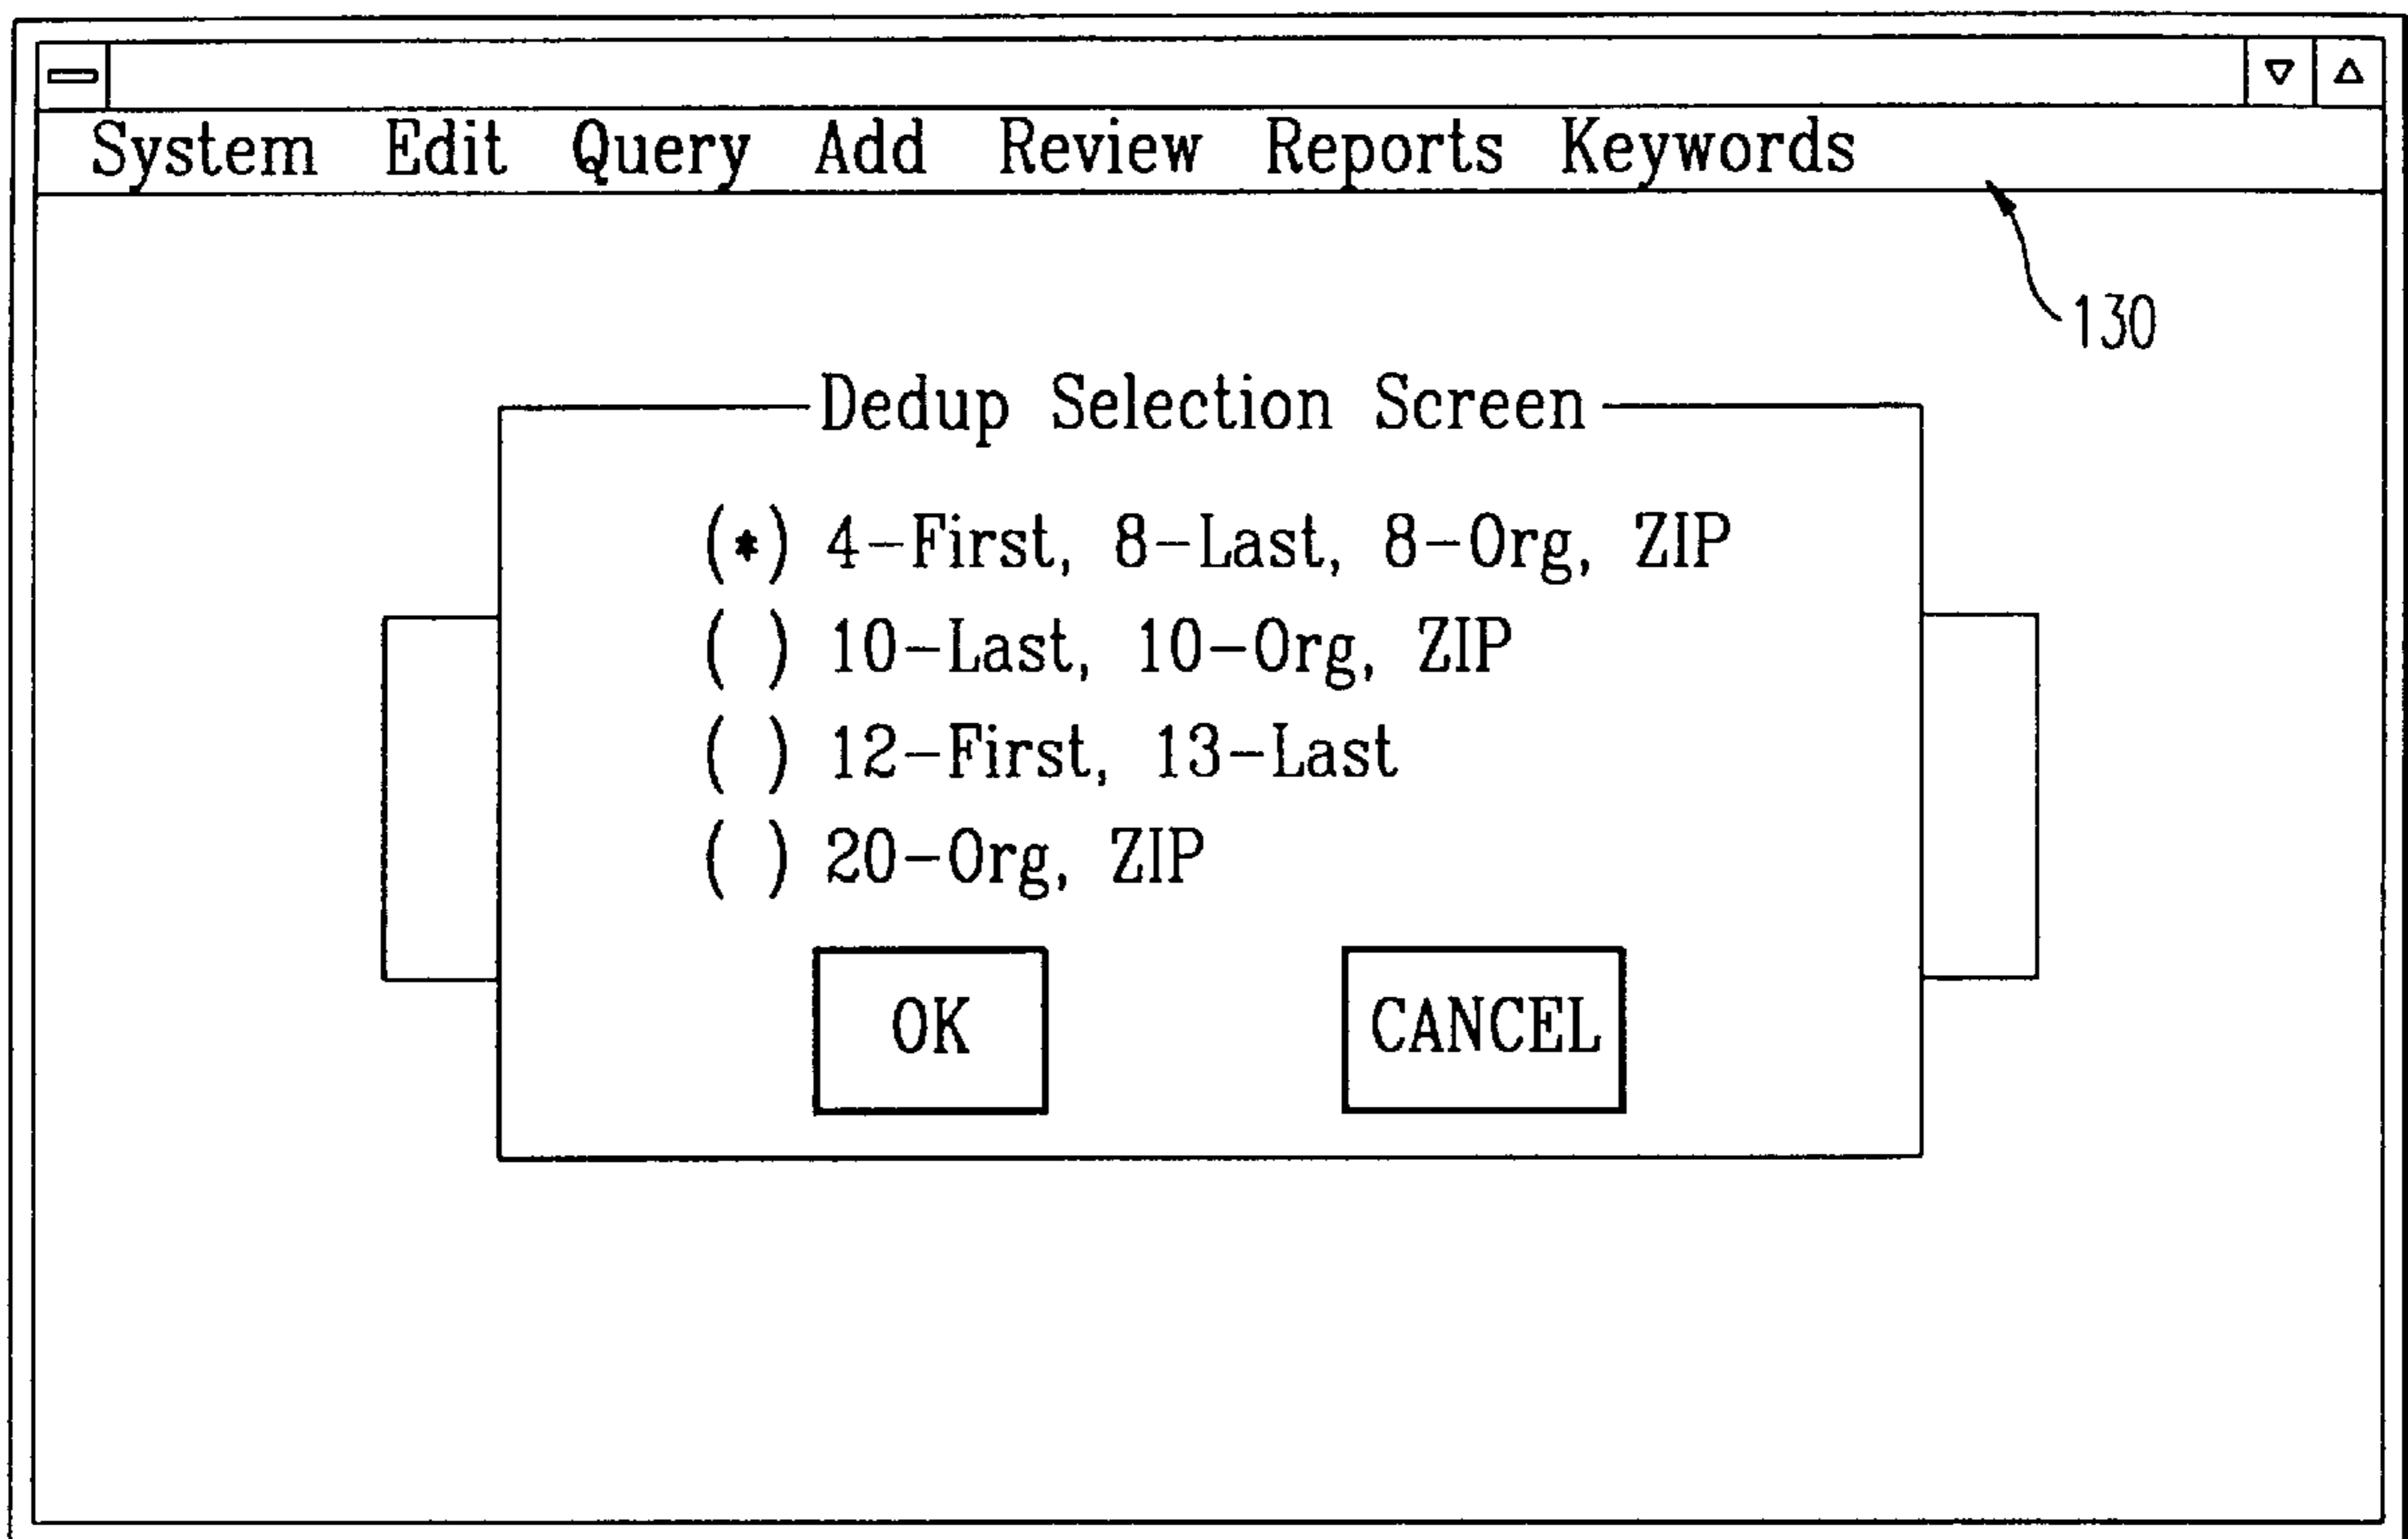 System Edit Query Add Review Reports Keywords
130
Dedup Selection Screen
(*) 4-First, 8-Last, 8-Org, ZIP
( ) 10-Last, 10-Org, ZIP
( ) 12-First, 13-Last
( ) 20-Org, ZIP
OK CANCEL